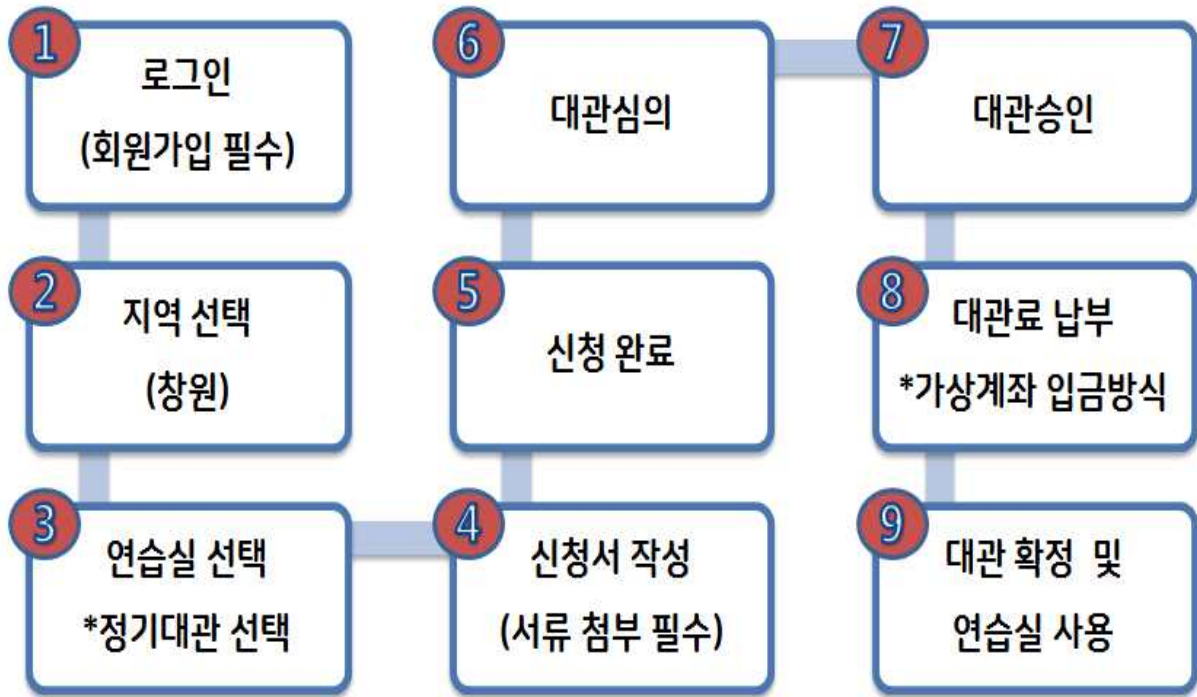 1
로그인
(회원가입 필수)
2
지역 선택
(창원)
3
연습실 선택
*정기대관 선택
4
신청서 작성
(서류 첨부 필수)
5
신청 완료
6
대관심의
7
대관승인
8
대관료 납부
*가상계좌 입금방식
9
대관 확정 및
연습실 사용